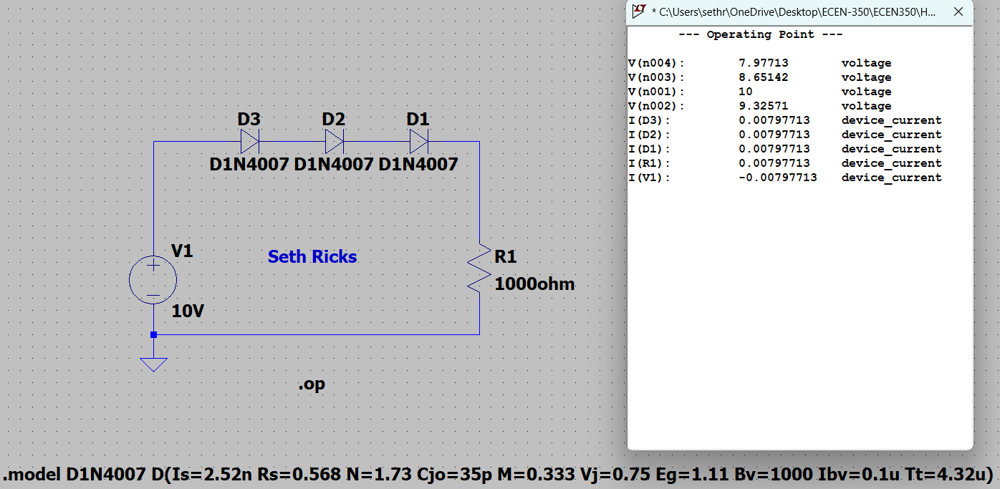 * C:\Users\sethr\OneDrive\Desktop\ECEN-350\ECEN350\H...
--- Operating Point ---
V(n004): 7.97713 voltage
V(n003): 8.65142 voltage
V(n001): 10 voltage
V(n002): 9.32571 voltage
I(D3): 0.00797713 device_current
I(D2): 0.00797713 device_current
I(D1): 0.00797713 device_current
I(R1): 0.00797713 device_current
I(V1): -0.00797713 device_current
D3 D2 D1
D1N4007 D1N4007 D1N4007
V1
Seth Ricks
R1
1000ohm
10V
.op
.model D1N4007 D(Is=2.52n Rs=0.568 N=1.73 Cjo=35p M=0.333 Vj=0.75 Eg=1.11 Bv=1000 Ibv=0.1u Tt=4.32u)